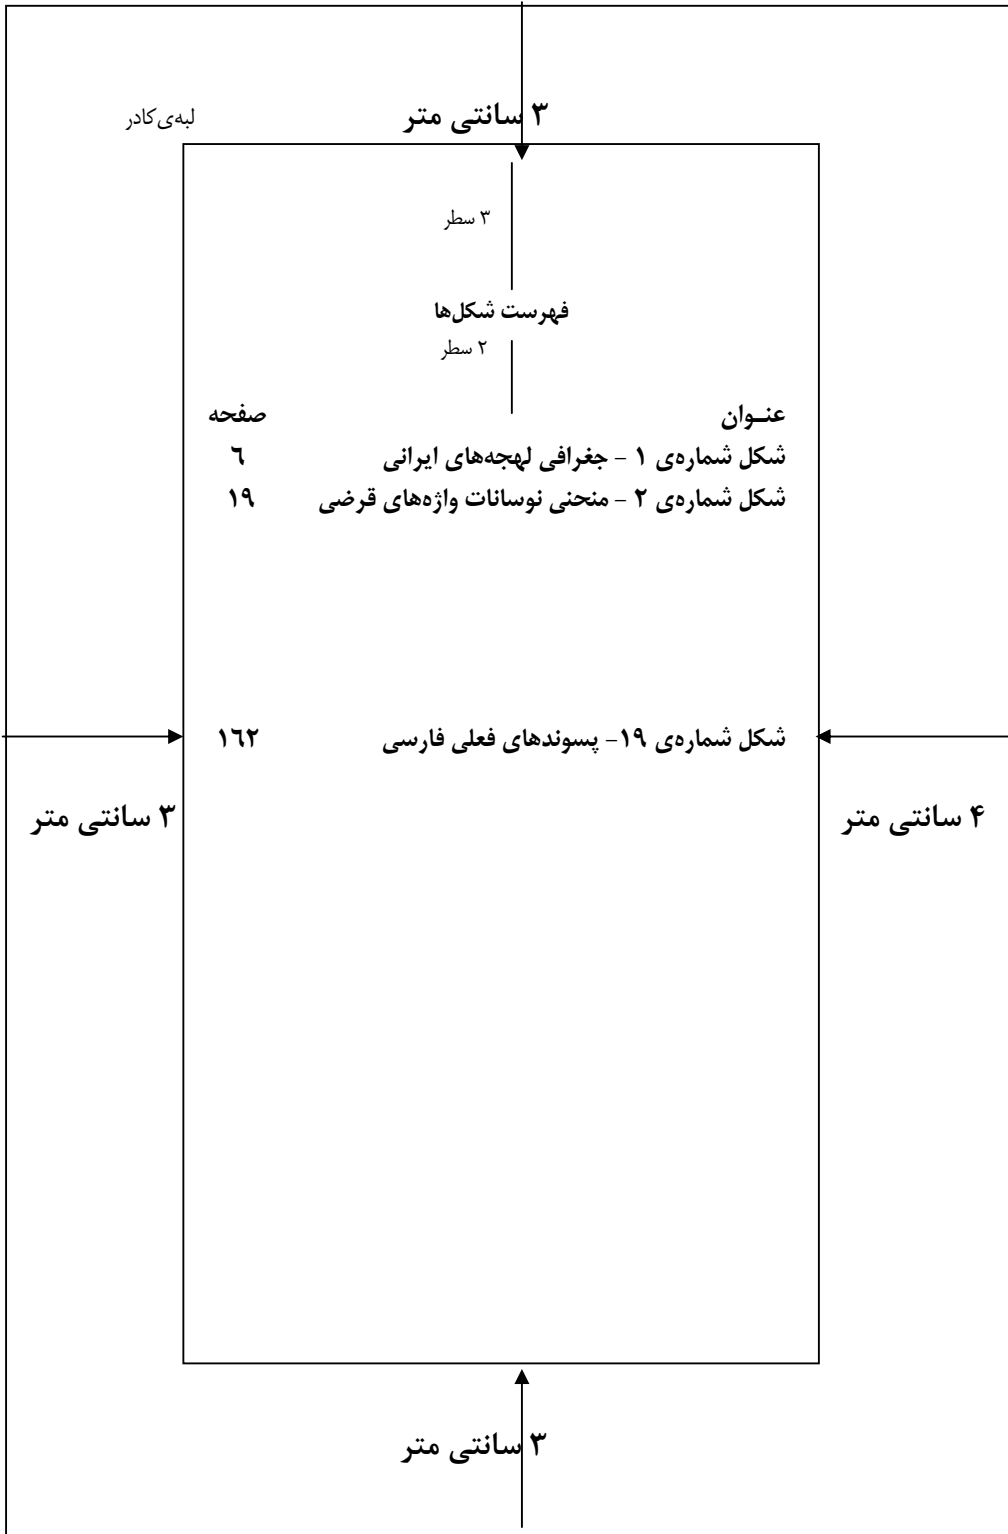 ۳ سانتی متر
لبه‌ی کادر
۳ سطر
فهرست شکل‌ها
۲ سطر
عنـوان صفحه
شکل شماره‌ی ۱ - جغرافی لهجه‌های ایرانی ٦
شکل شماره‌ی ۲ - منحنی نوسانات واژه‌های قرضی ۱۹
شکل شماره‌ی ۱۹- پسوندهای فعلی فارسی ۱٦۲
۴ سانتی متر
۳ سانتی متر
۳ سانتی متر